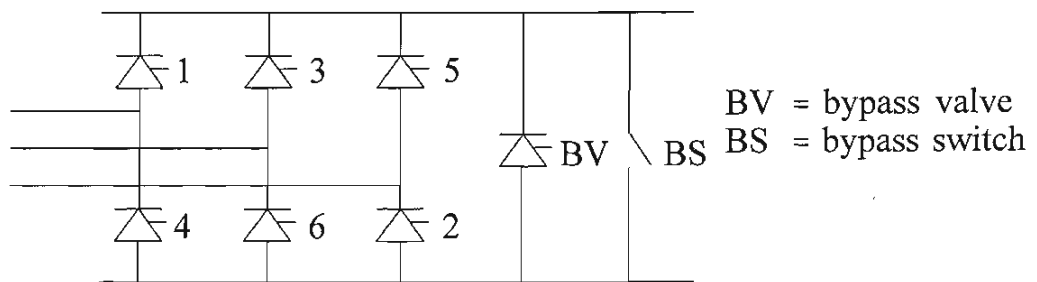 1 3 5
BV BS
4 6 2
BV = bypass valve
BS = bypass switch